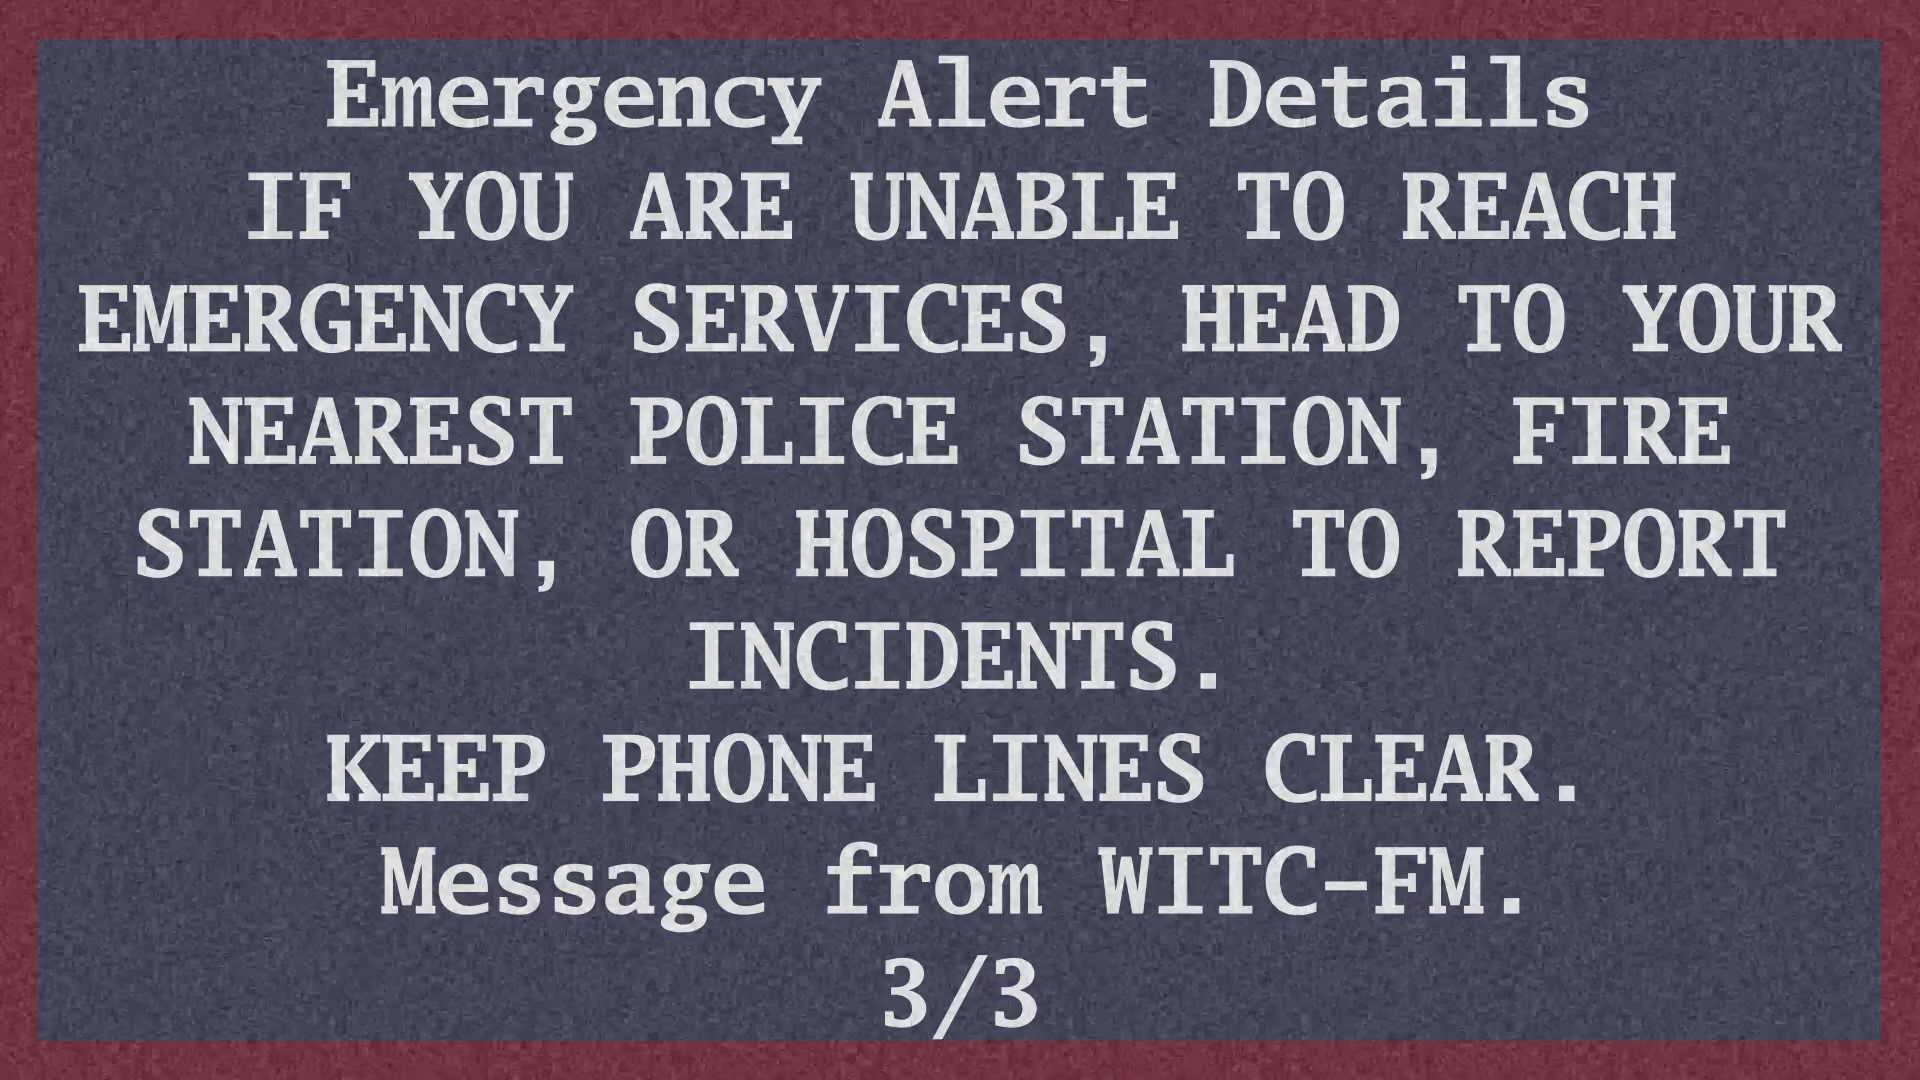 Emergency Alert Details
IF YOU ARE UNABLE TO REACH
EMERGENCY SERVICES, HEAD TO YOUR
NEAREST POLICE STATION, FIRE
STATION, OR HOSPITAL TO REPORT
INCIDENTS.
KEEP PHONE LINES CLEAR.
Message from WITC-FM.
3/3